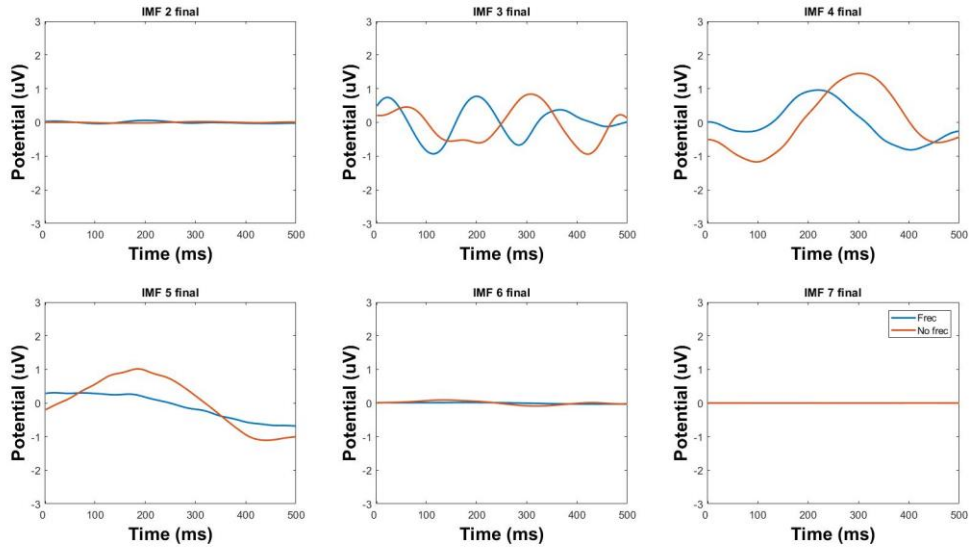 IMF 2 final
3
2
1
0
-1
-2
-3
Potential (uV)
0 100 200 300 400 500
Time (ms)
IMF 3 final
3
2
1
0
-1
-2
-3
Potential (uV)
0 100 200 300 400 500
Time (ms)
IMF 4 final
3
2
1
0
-1
-2
-3
Potential (uV)
0 100 200 300 400 500
Time (ms)
IMF 5 final
3
2
1
0
-1
-2
-3
Potential (uV)
0 100 200 300 400 500
Time (ms)
IMF 6 final
3
2
1
0
-1
-2
-3
Potential (uV)
0 100 200 300 400 500
Time (ms)
IMF 7 final
3
2
1
0
-1
-2
-3
Potential (uV)
Frec
No frec
0 100 200 300 400 500
Time (ms)